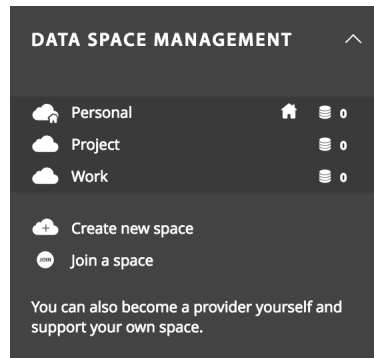 DATA SPACE MANAGEMENT
Personal 0
Project 0
Work 0
Create new space
JOIN Join a space
You can also become a provider yourself and
support your own space.